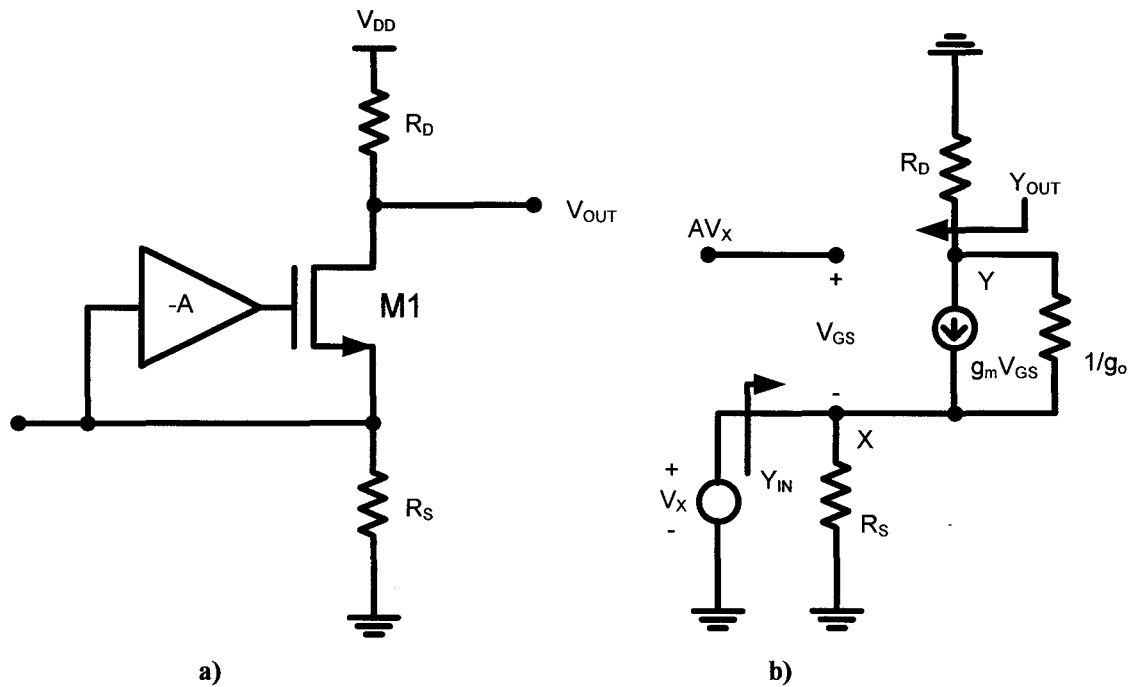 V_DD
R_D
V_OUT
-A
M1
R_S
a)
R_D
Y_OUT
AV_X
+
Y
V_GS
g_mV_GS
1/g_o
-
X
+
V_X
-
Y_IN
R_S
b)